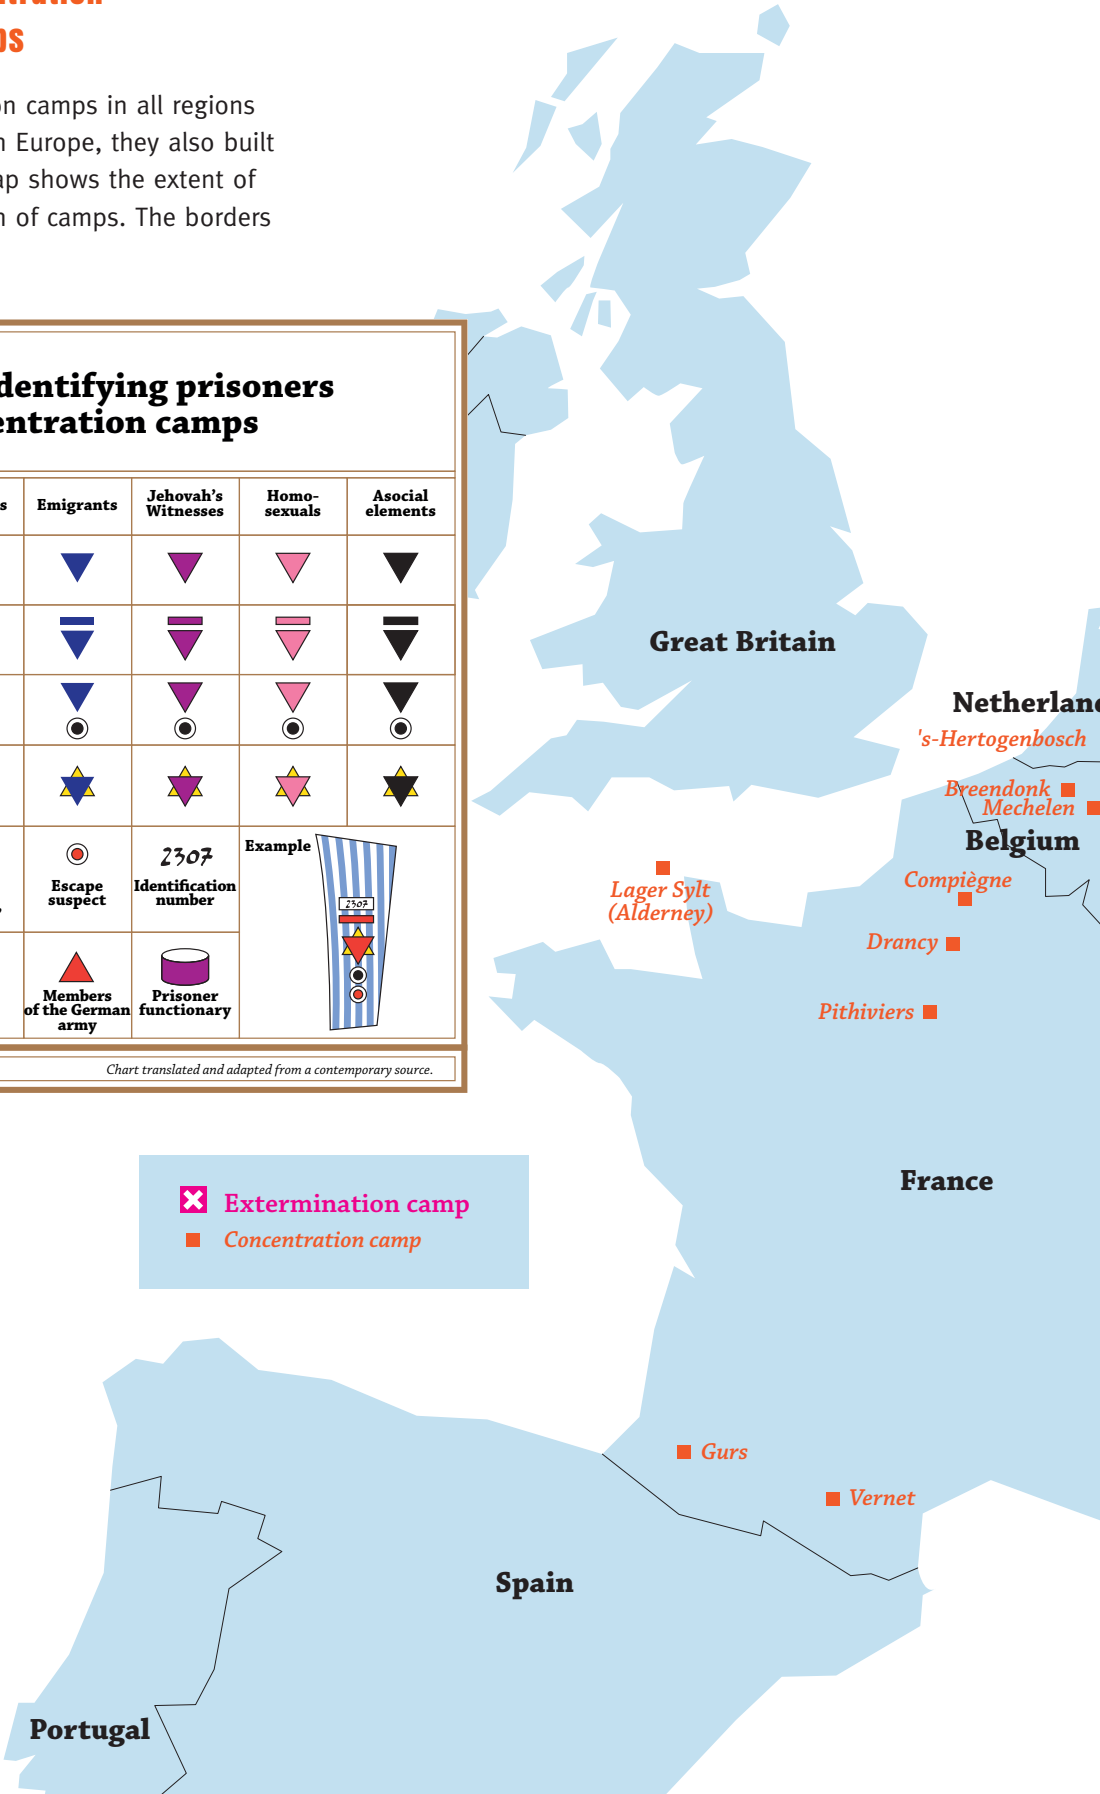 on camps in all regions
Europe, they also built
shows the extent of
of camps. The borders
dentifying prisoners
entration camps
Emigrants
Jehovah's
Witnesses
Homo-
sexuals
Asocial
elements
Escape
suspect
2307
Identification
number
Example
2307
Members
of the German
army
Prisoner
functionary
Chart translated and adapted from a contemporary source.
Extermination camp
Concentration camp
Great Britain
's-Hertogenbosch
Breendonk
Mechelen
Belgium
Lager Sylt
(Alderney)
Compiègne
Drancy
Pithiviers
France
Gurs
Vernet
Spain
Portugal